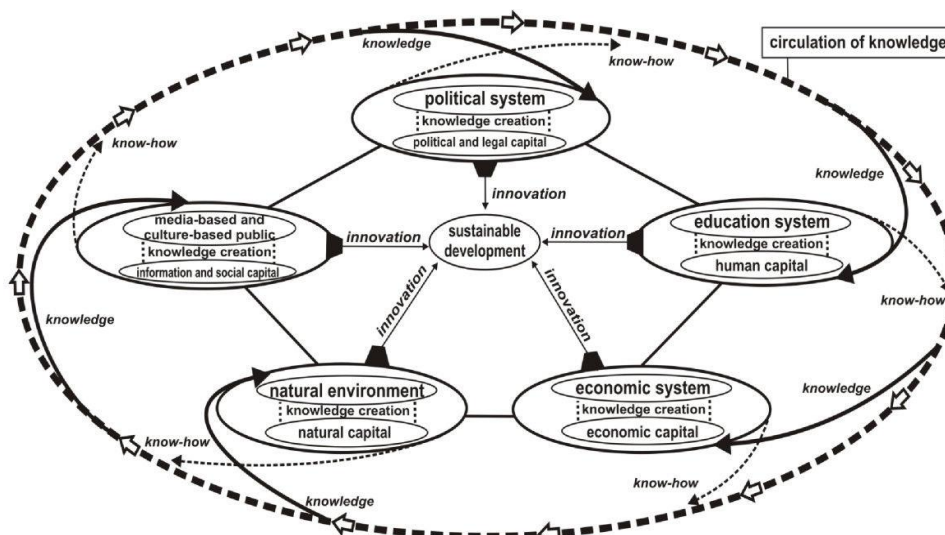 circulation of knowledge
knowledge
know-how
political system
knowledge creation
political and legal capital
know-how
knowledge
innovation
media-based and
culture-based public
knowledge creation
information and social capital
innovation
sustainable
development
innovation
education system
knowledge creation
human capital
know-how
knowledge
innovation
innovation
natural environment
knowledge creation
natural capital
economic system
knowledge creation
economic capital
knowledge
know-how
know-how
knowledge